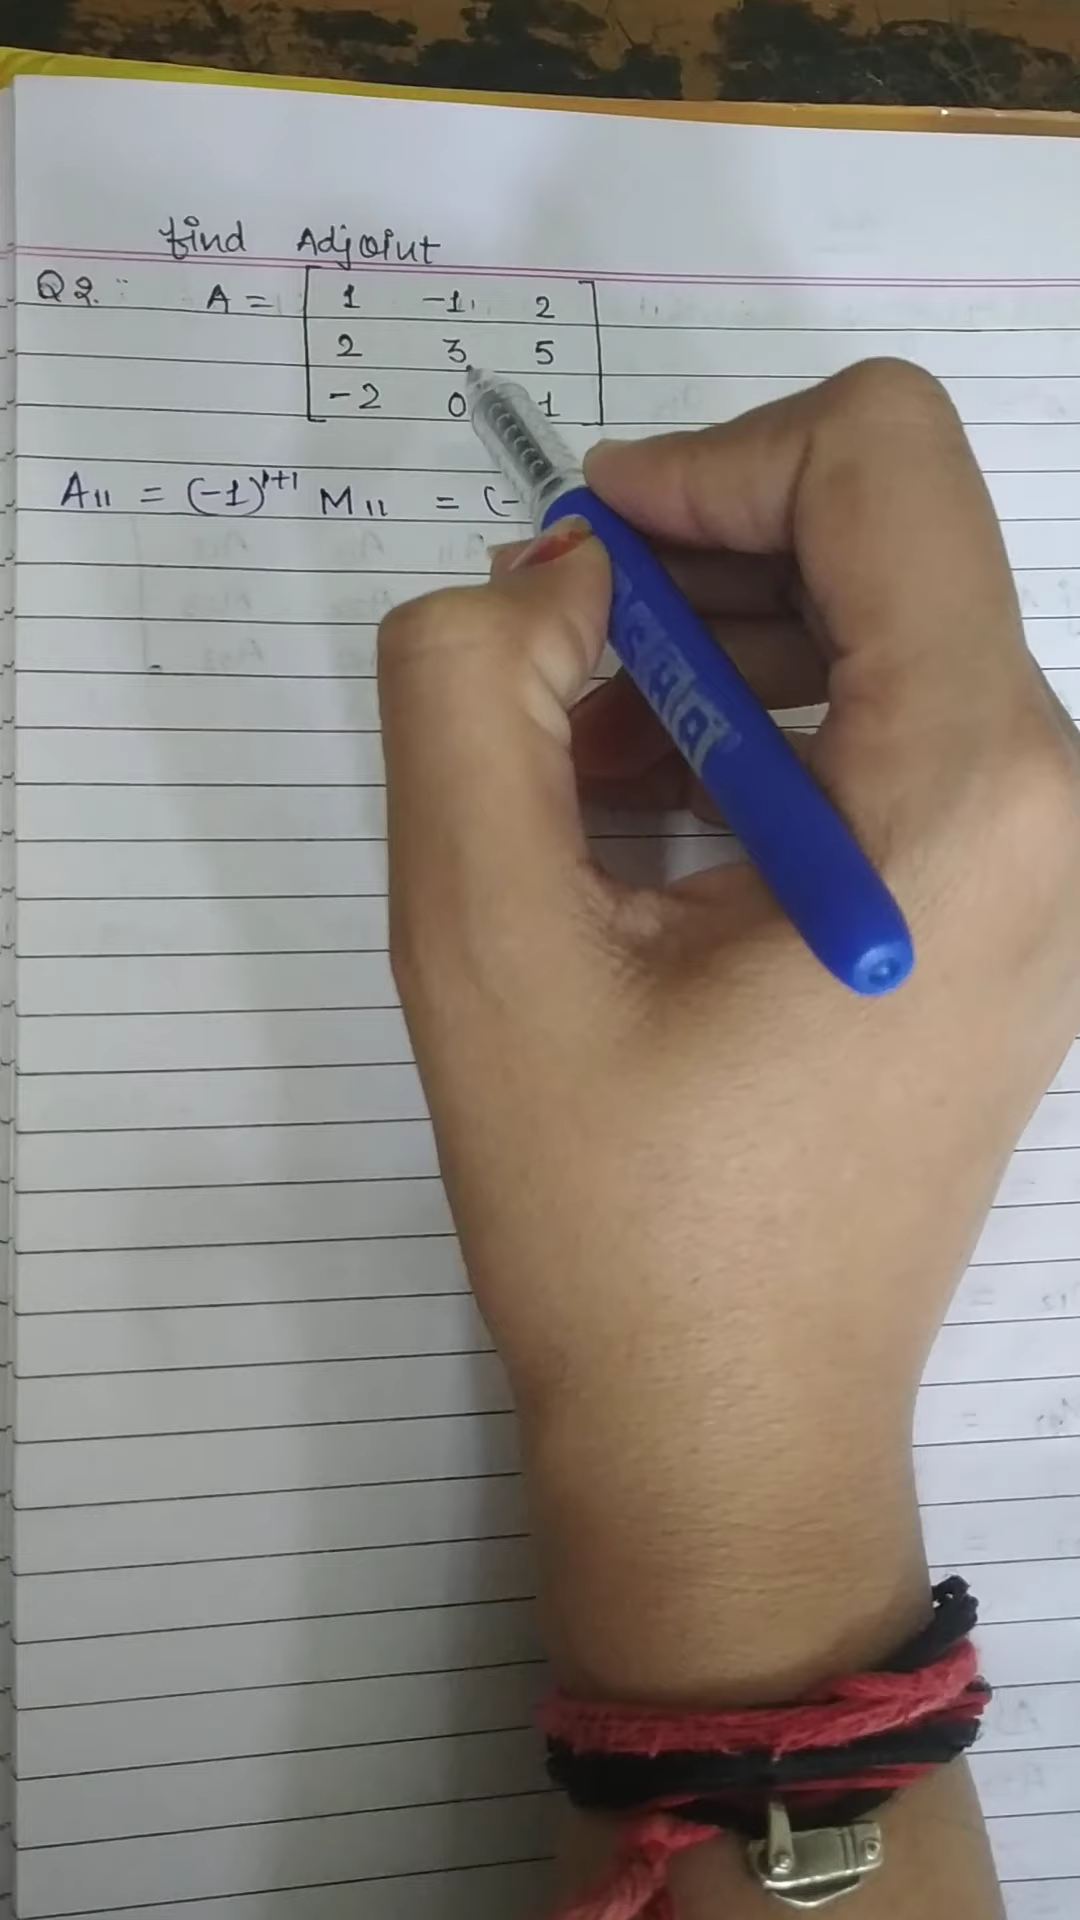 find Adjoint
Q2. A = [ 1 -1 2
2 3 5
-2 0 1 ]
A11 = (-1)^1+1 M11 = (-